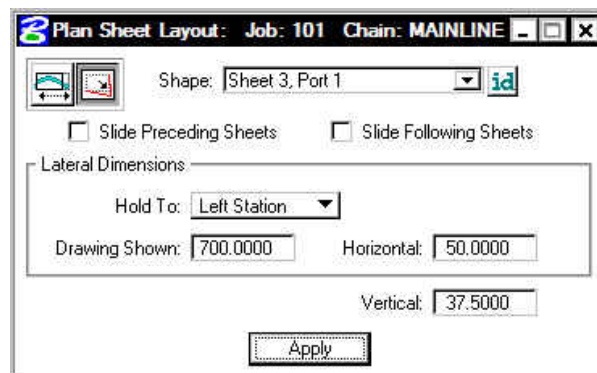 Plan Sheet Layout: Job: 101 Chain: MAINLINE
Shape: Sheet 3, Port 1 id
Slide Preceding Sheets Slide Following Sheets
Lateral Dimensions
Hold To: Left Station
Drawing Shown: 700.0000 Horizontal: 50.0000
Vertical: 37.5000
Apply